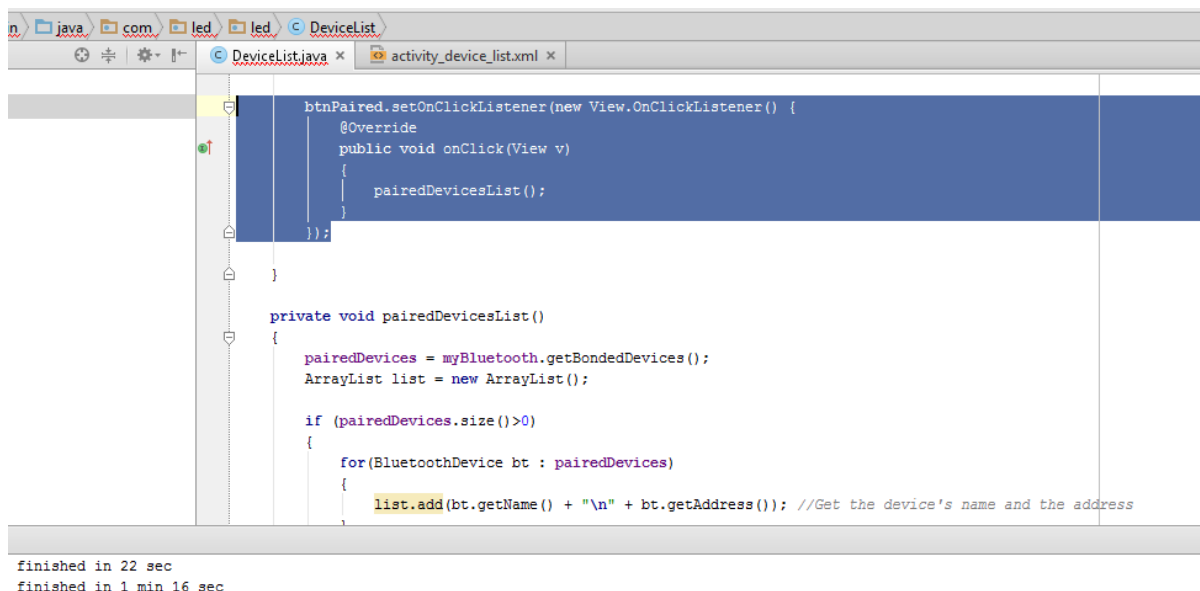 in java com led led DeviceList
DeviceList.java activity_device_list.xml
btnPaired.setOnClickListener(new View.OnClickListener() {
@Override
public void onClick(View v)
{
pairedDevicesList();
}
});
}
private void pairedDevicesList()
{
pairedDevices = myBluetooth.getBondedDevices();
ArrayList list = new ArrayList();
if (pairedDevices.size()>0)
{
for(BluetoothDevice bt : pairedDevices)
{
list.add(bt.getName() + "\n" + bt.getAddress()); //Get the device's name and the address
}
finished in 22 sec
finished in 1 min 16 sec